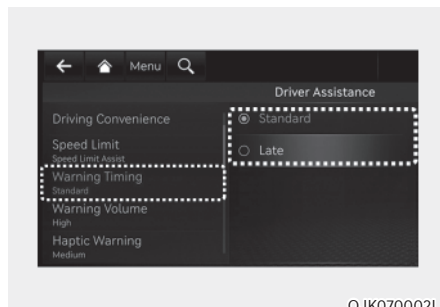 Menu
Driver Assistance
Driving Convenience
Speed Limit
Speed Limit Assist
Warning Timing
Standard
Warning Volume
High
Haptic Warning
Medium
Standard
Late